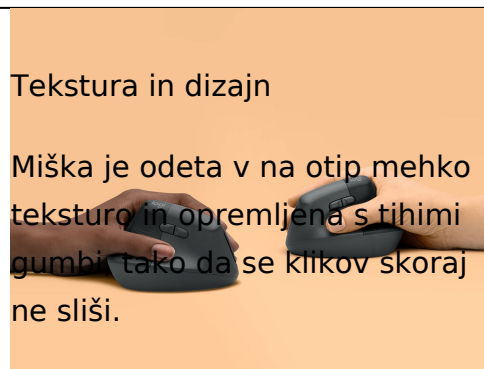 Tekstura in dizajn
Miška je odeta v na otip mehko
teksturo in opremljena s tihimi
gumbi, tako da se klikov skoraj
ne sliši.
logi